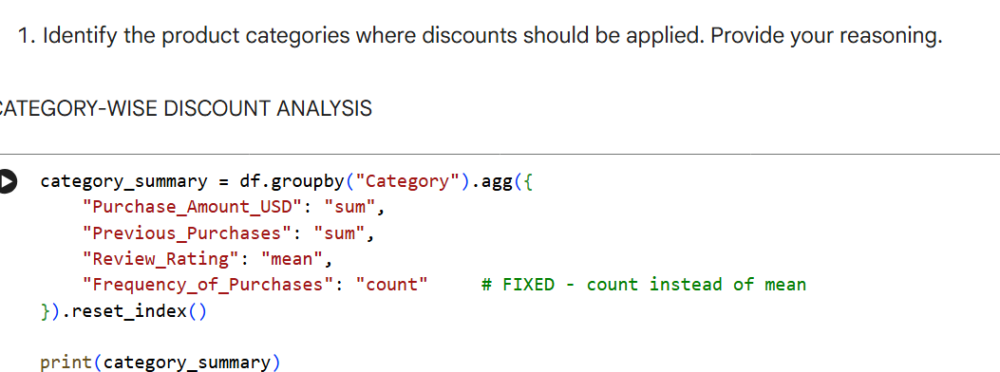 1. Identify the product categories where discounts should be applied. Provide your reasoning.
CATEGORY-WISE DISCOUNT ANALYSIS
category_summary = df.groupby("Category").agg({
    "Purchase_Amount_USD": "sum",
    "Previous_Purchases": "sum",
    "Review_Rating": "mean",
    "Frequency_of_Purchases": "count"     # FIXED - count instead of mean
}).reset_index()
print(category_summary)